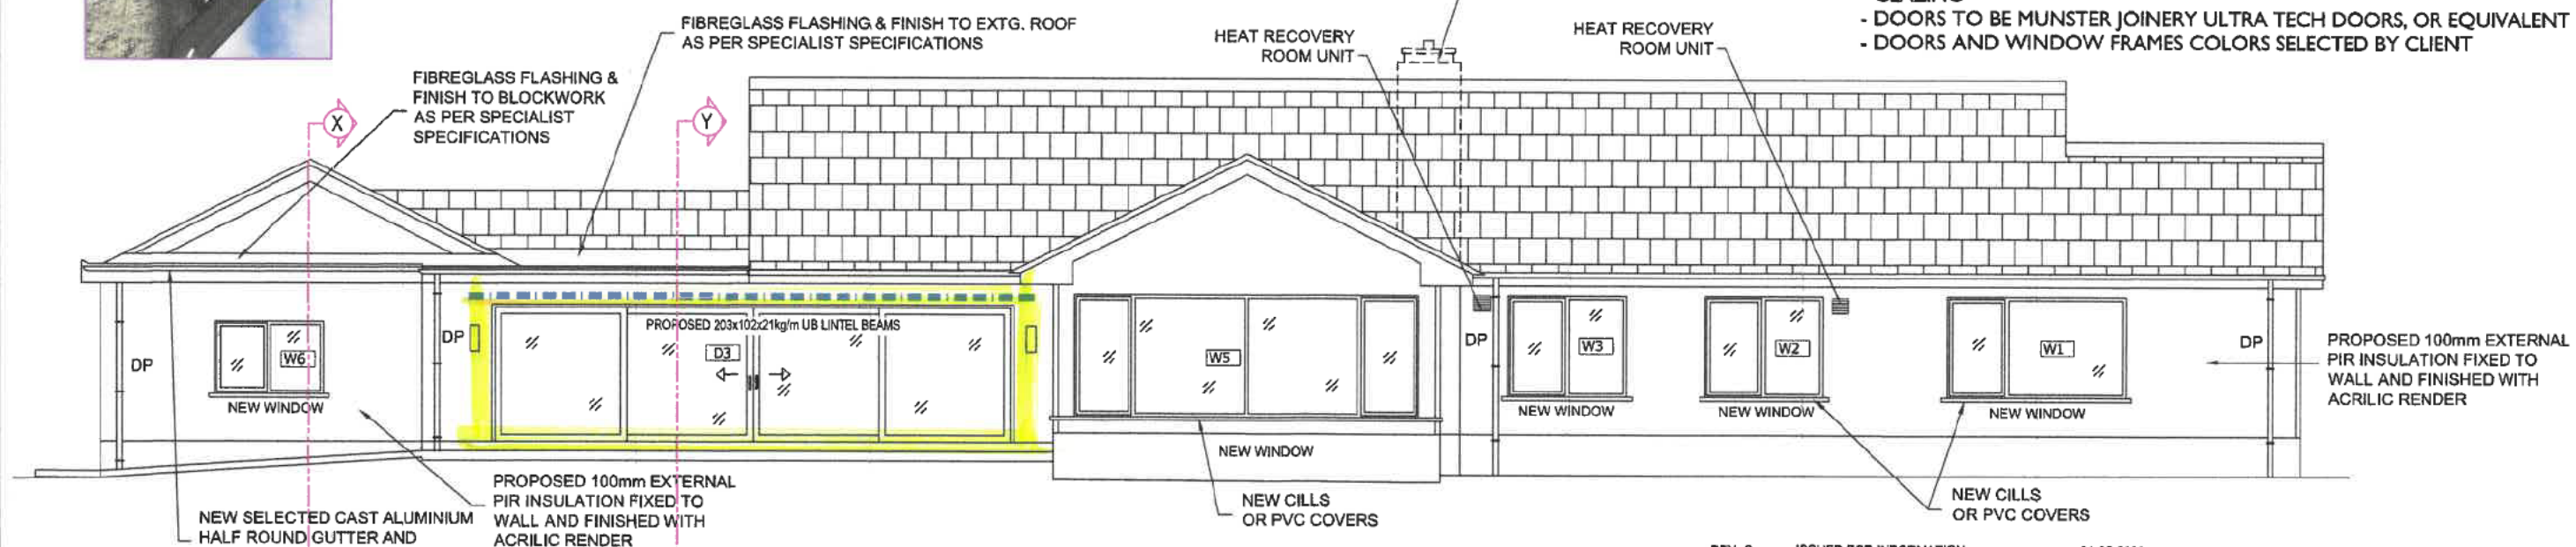 - DOORS TO BE MUNSTER JOINERY ULTRA TECH DOORS, OR EQUIVALENT
- DOORS AND WINDOW FRAMES COLORS SELECTED BY CLIENT
FIBREGLASS FLASHING & FINISH TO EXTG. ROOF
AS PER SPECIALIST SPECIFICATIONS
HEAT RECOVERY
ROOM UNIT
HEAT RECOVERY
ROOM UNIT
FIBREGLASS FLASHING &
FINISH TO BLOCKWORK
AS PER SPECIALIST
SPECIFICATIONS
X
Y
PROPOSED 203x102x21kg/m UB LINTEL BEAMS
DP
W6
NEW WINDOW
DP
D3
W5
NEW WINDOW
DP
W3
NEW WINDOW
W2
NEW WINDOW
W1
NEW WINDOW
DP
PROPOSED 100mm EXTERNAL
PIR INSULATION FIXED TO
WALL AND FINISHED WITH
ACRILIC RENDER
NEW SELECTED CAST ALUMINIUM
HALF ROUND GUTTER AND
PROPOSED 100mm EXTERNAL
PIR INSULATION FIXED TO
WALL AND FINISHED WITH
ACRILIC RENDER
NEW CILLS
OR PVC COVERS
NEW CILLS
OR PVC COVERS